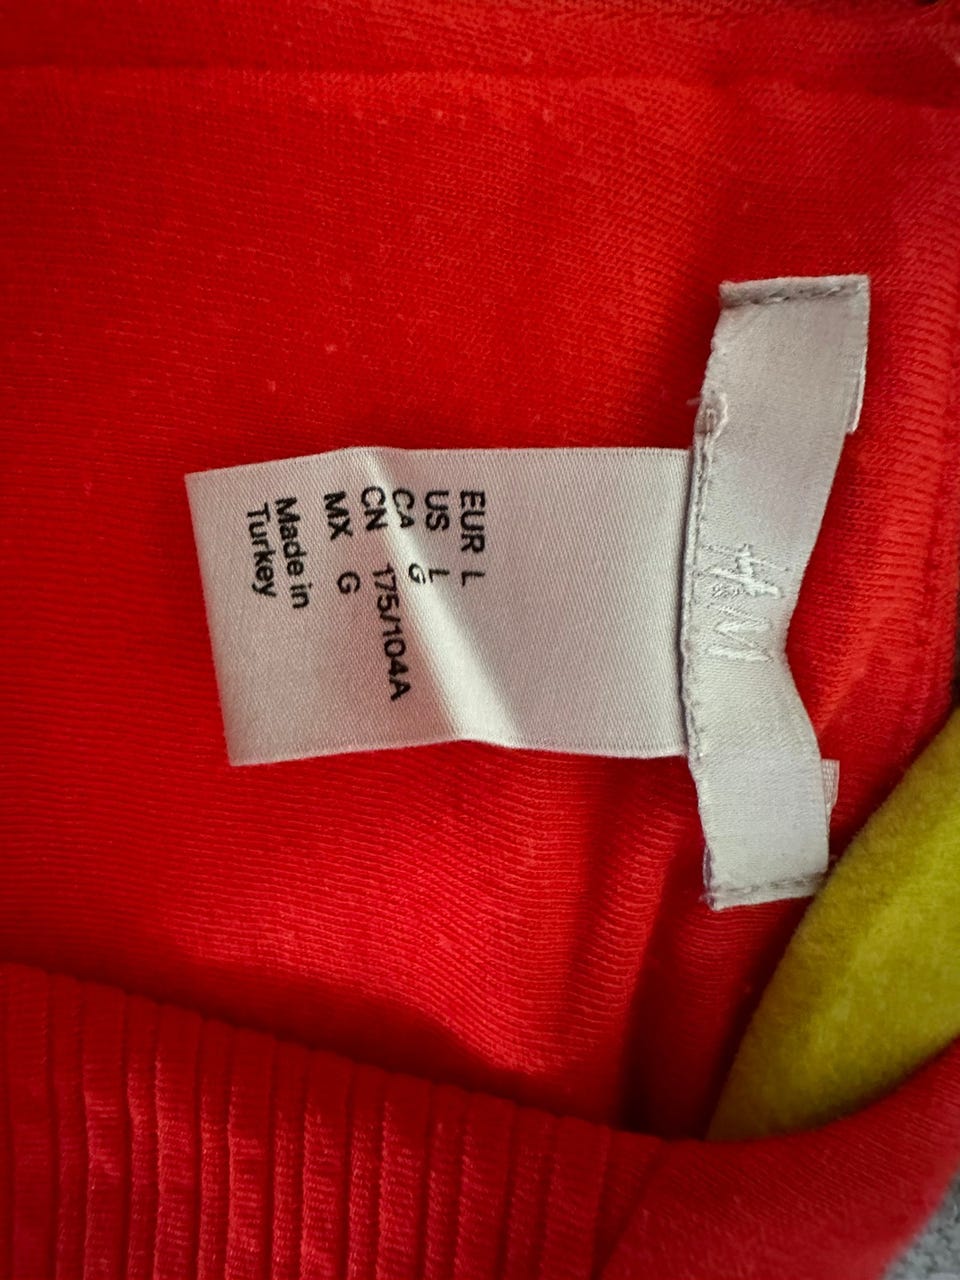 H&M
EUR L
US L
CA G
CN 175/104A
MX G
Made in
Turkey